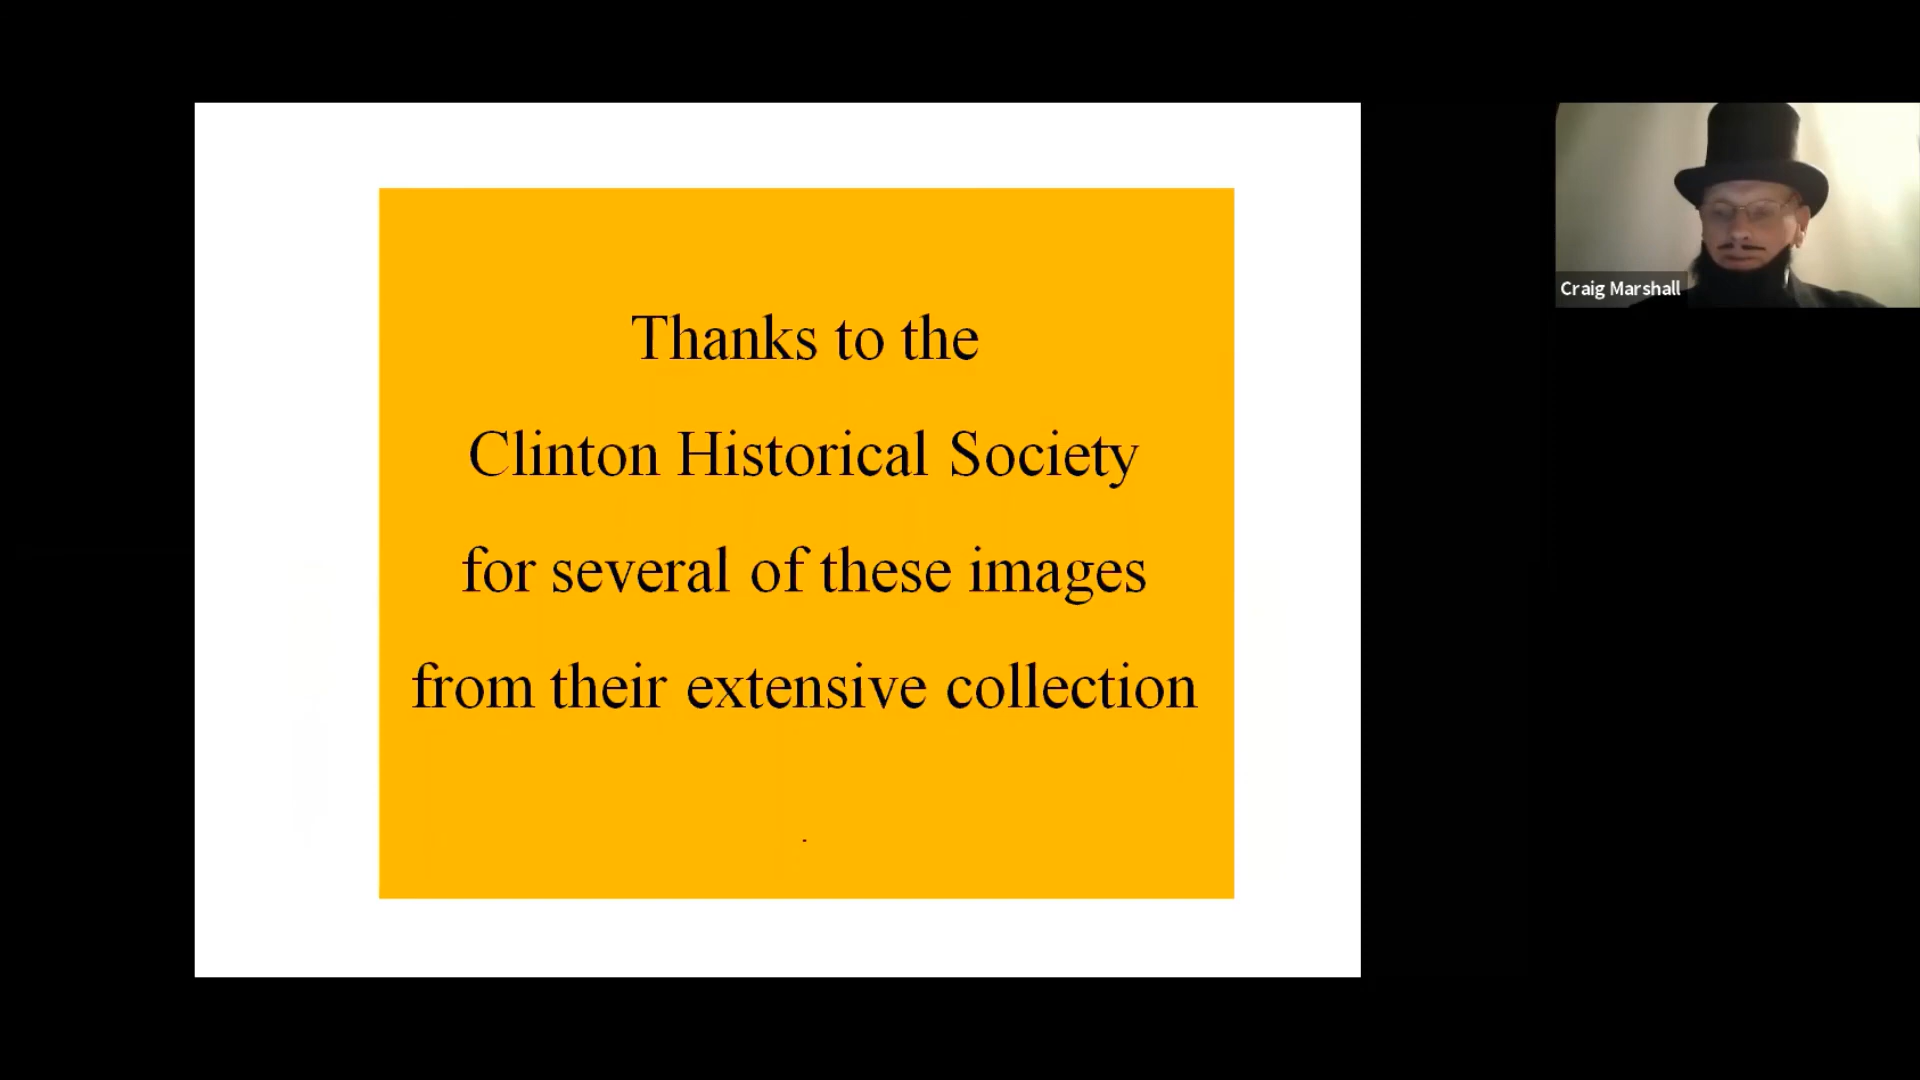 Thanks to the
Clinton Historical Society
for several of these images
from their extensive collection
.
Craig Marshall